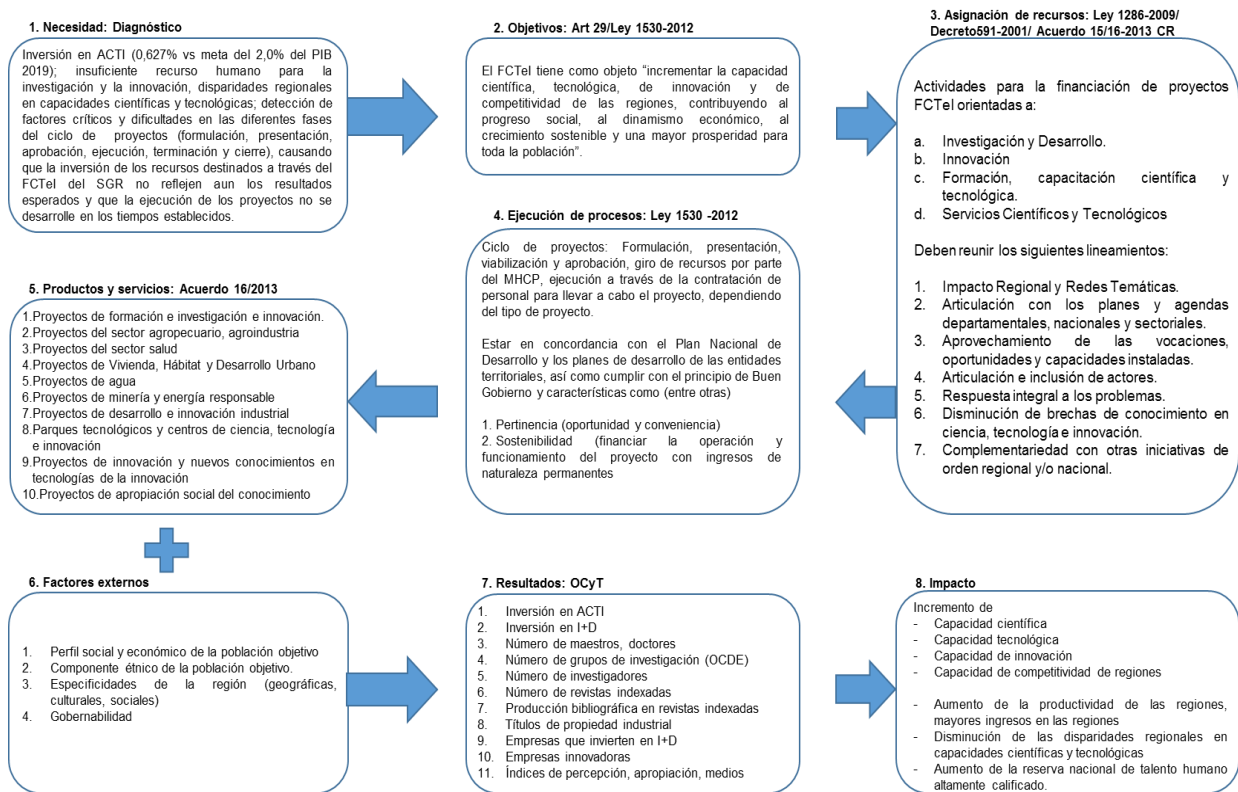 1. Necesidad: Diagnóstico
Inversión en ACTI (0,627% vs meta del 2,0% del PIB
2019); insuficiente recurso humano para la
investigación y la innovación, disparidades regionales
en capacidades científicas y tecnológicas; detección de
factores críticos y dificultades en las diferentes fases
del ciclo de proyectos (formulación, presentación,
aprobación, ejecución, terminación y cierre), causando
que la inversión de los recursos destinados a través del
FCTeI del SGR no reflejen aun los resultados
esperados y que la ejecución de los proyectos no se
desarrolle en los tiempos establecidos.
2. Objetivos: Art 29/Ley 1530-2012
El FCTeI tiene como objeto “incrementar la capacidad
científica, tecnológica, de innovación y de
competitividad de las regiones, contribuyendo al
progreso social, al dinamismo económico, al
crecimiento sostenible y una mayor prosperidad para
toda la población”.
3. Asignación de recursos: Ley 1286-2009/
Decreto591-2001/ Acuerdo 15/16-2013 CR
Actividades para la financiación de proyectos
FCTeI orientadas a:
a. Investigación y Desarrollo.
b. Innovación
c. Formación, capacitación científica y
tecnológica.
d. Servicios Científicos y Tecnológicos
Deben reunir los siguientes lineamientos:
1. Impacto Regional y Redes Temáticas.
2. Articulación con los planes y agendas
departamentales, nacionales y sectoriales.
3. Aprovechamiento de las vocaciones,
oportunidades y capacidades instaladas.
4. Articulación e inclusión de actores.
5. Respuesta integral a los problemas.
6. Disminución de brechas de conocimiento en
ciencia, tecnología e innovación.
7. Complementariedad con otras iniciativas de
orden regional y/o nacional.
4. Ejecución de procesos: Ley 1530 -2012
Ciclo de proyectos: Formulación, presentación,
viabilización y aprobación, giro de recursos por parte
del MHCP, ejecución a través de la contratación de
personal para llevar a cabo el proyecto, dependiendo
del tipo de proyecto.
Estar en concordancia con el Plan Nacional de
Desarrollo y los planes de desarrollo de las entidades
territoriales, así como cumplir con el principio de Buen
Gobierno y características como (entre otras)
1. Pertinencia (oportunidad y conveniencia)
2. Sostenibilidad (financiar la operación y
funcionamiento del proyecto con ingresos de
naturaleza permanentes
5. Productos y servicios: Acuerdo 16/2013
1.Proyectos de formación e investigación e innovación.
2.Proyectos del sector agropecuario, agroindustria
3.Proyectos del sector salud
4.Proyectos de Vivienda, Hábitat y Desarrollo Urbano
5.Proyectos de agua
6.Proyectos de minería y energía responsable
7.Proyectos de desarrollo e innovación industrial
8.Parques tecnológicos y centros de ciencia, tecnología
e innovación
9.Proyectos de innovación y nuevos conocimientos en
tecnologías de la innovación
10.Proyectos de apropiación social del conocimiento
6. Factores externos
1. Perfil social y económico de la población objetivo
2. Componente étnico de la población objetivo.
3. Especificidades de la región (geográficas,
culturales, sociales)
4. Gobernabilidad
7. Resultados: OCyT
1. Inversión en ACTI
2. Inversión en I+D
3. Número de maestros, doctores
4. Número de grupos de investigación (OCDE)
5. Número de investigadores
6. Número de revistas indexadas
7. Producción bibliográfica en revistas indexadas
8. Títulos de propiedad industrial
9. Empresas que invierten en I+D
10. Empresas innovadoras
11. Índices de percepción, apropiación, medios
8. Impacto
Incremento de
- Capacidad científica
- Capacidad tecnológica
- Capacidad de innovación
- Capacidad de competitividad de regiones
- Aumento de la productividad de las regiones,
mayores ingresos en las regiones
- Disminución de las disparidades regionales en
capacidades científicas y tecnológicas
- Aumento de la reserva nacional de talento humano
altamente calificado.